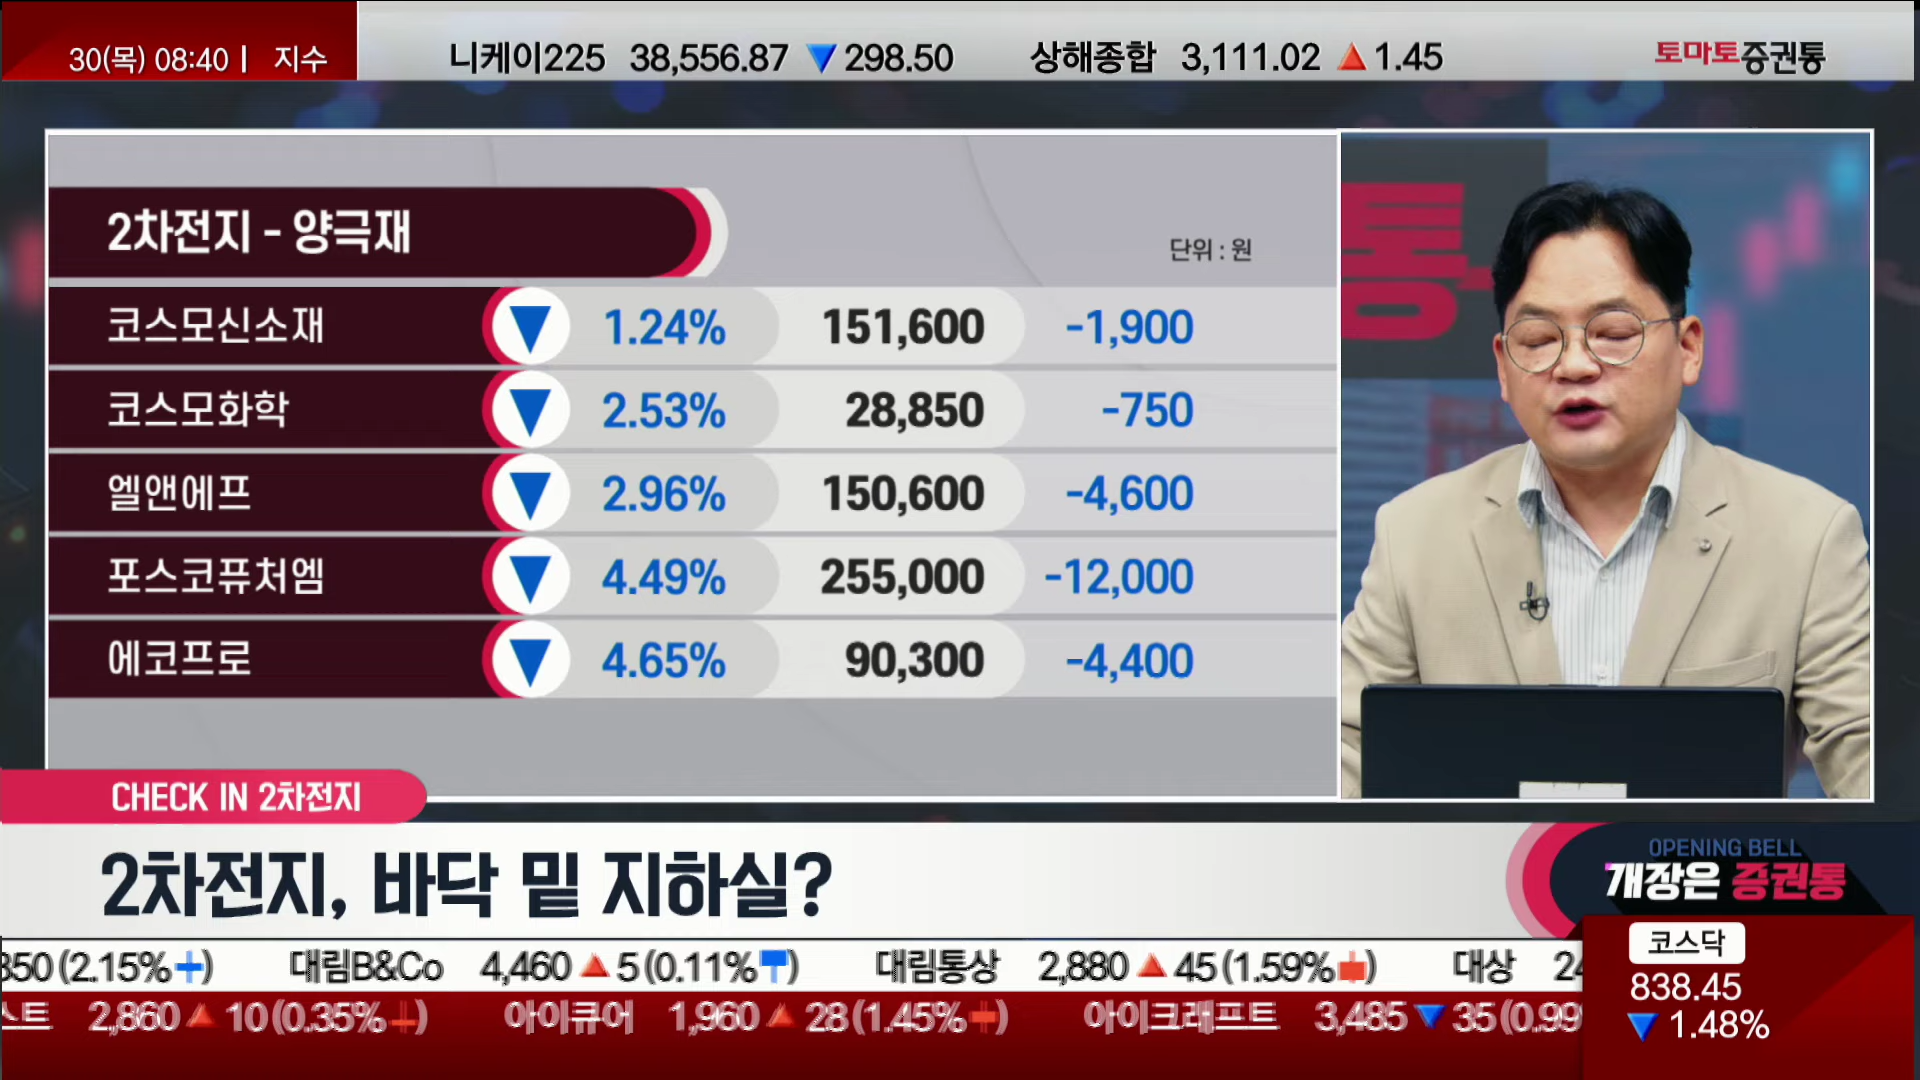 30(목) 08:40 | 지수 니케이225 38,556.87 ▼ 298.50 상해종합 3,111.02 ▲ 1.45 토마토증권통
통
2차전지 - 양극재
단위 : 원
코스모신소재 ▼ 1.24% 151,600 -1,900
코스모화학 ▼ 2.53% 28,850 -750
엘앤에프 ▼ 2.96% 150,600 -4,600
포스코퓨처엠 ▼ 4.49% 255,000 -12,000
에코프로 ▼ 4.65% 90,300 -4,400
CHECK IN 2차전지
2차전지, 바닥 밑 지하실?
OPENING BELL
개장은 증권통
850 (2.15%) 대림B&Co 4,460 ▲ 5 (0.11%) 대림통상 2,880 ▲ 45 (1.59%) 대상 24
스트 2,860 ▲ 10 (0.35%) 아이큐어 1,960 ▲ 28 (1.45%) 아이크래프트 3,485 ▼ 35 (0.99%
코스닥
838.45
▼ 1.48%